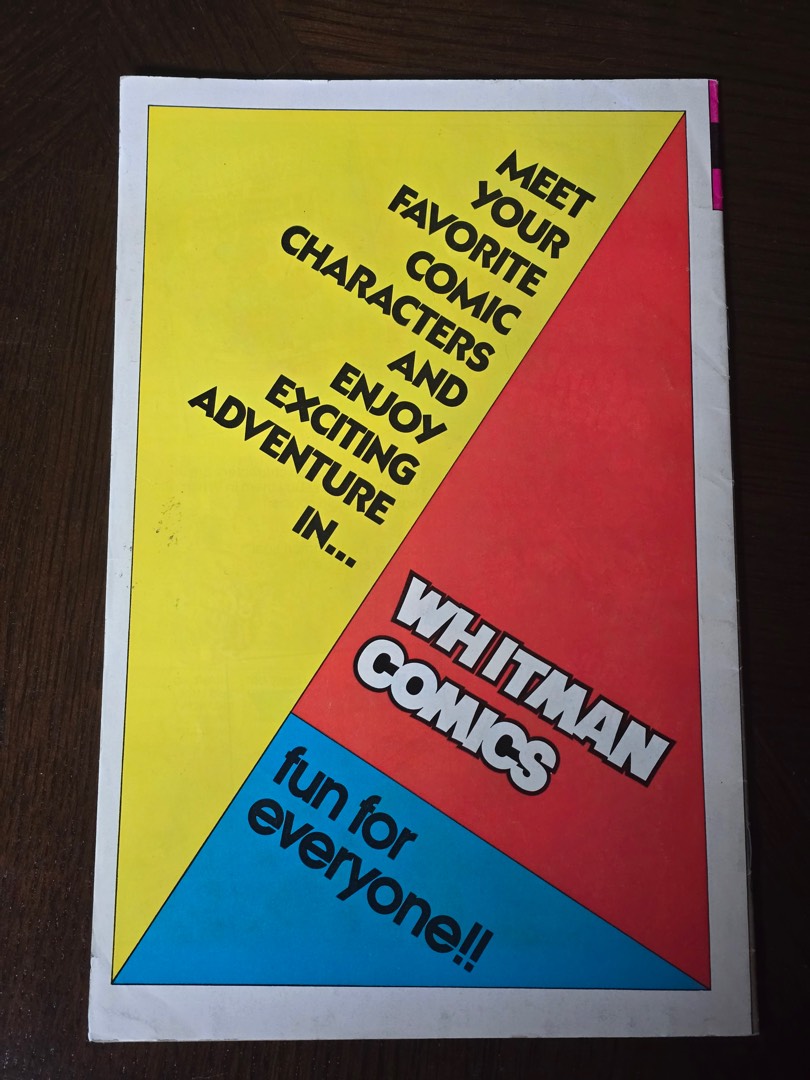 MEET
YOUR
FAVORITE
COMIC
CHARACTERS
AND
ENJOY
EXCITING
ADVENTURE
IN...
WHITMAN
COMICS
fun for
everyone!!